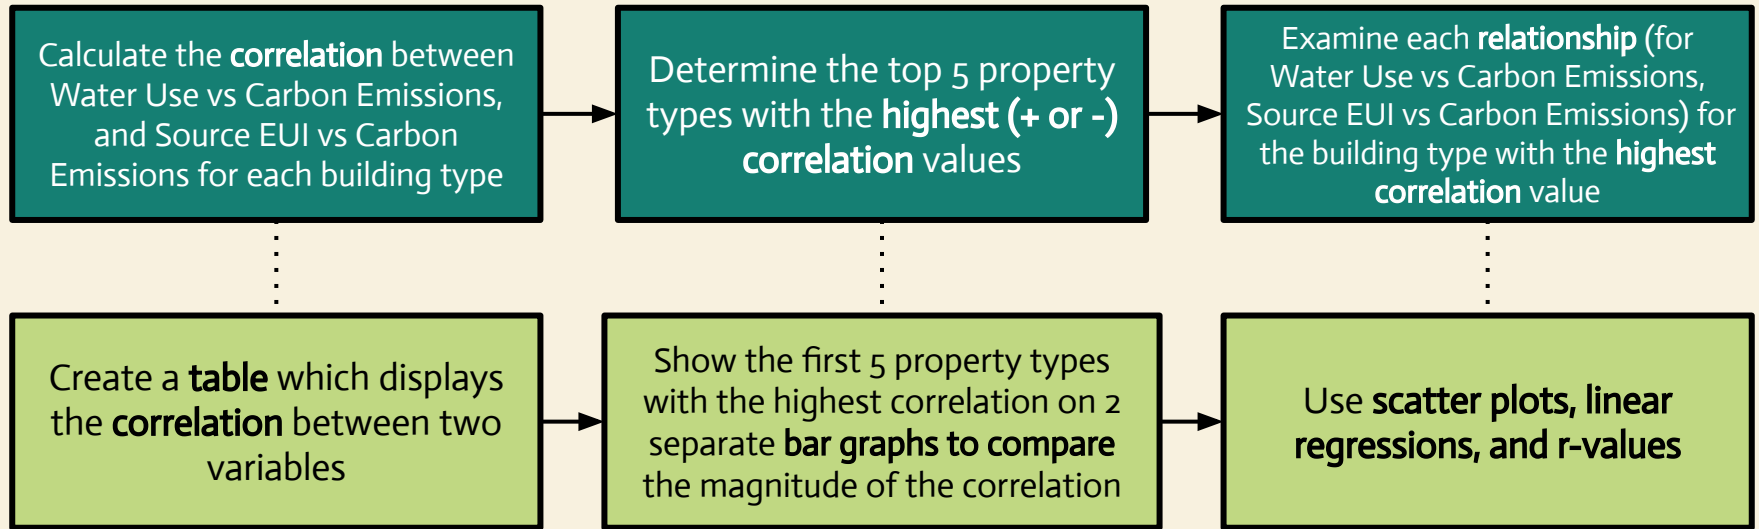 Calculate the correlation between
Water Use vs Carbon Emissions,
and Source EUI vs Carbon
Emissions for each building type
Determine the top 5 property
types with the highest (+ or -)
correlation values
Examine each relationship (for
Water Use vs Carbon Emissions,
Source EUI vs Carbon Emissions) for
the building type with the highest
correlation value
Create a table which displays
the correlation between two
variables
Show the first 5 property types
with the highest correlation on 2
separate bar graphs to compare
the magnitude of the correlation
Use scatter plots, linear
regressions, and r-values